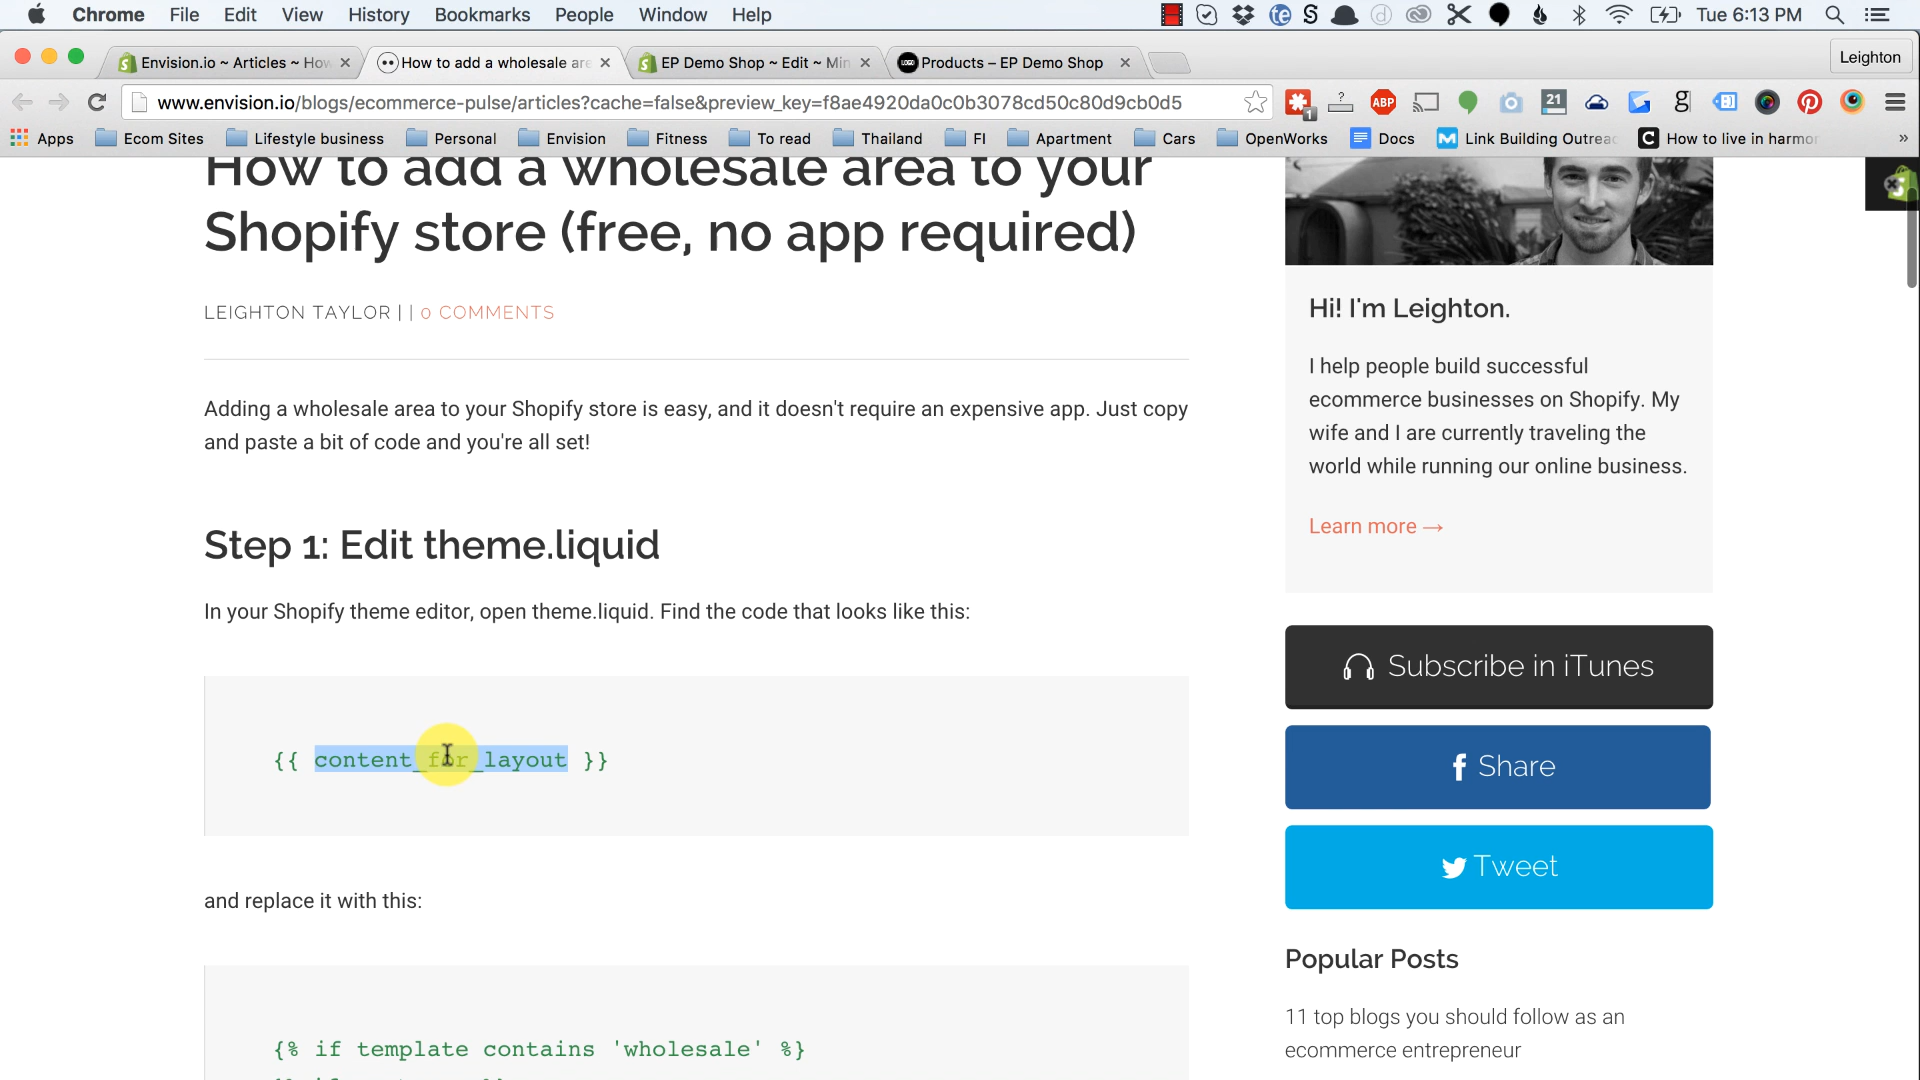 Chrome File Edit View History Bookmarks People Window Help Tue 6:13 PM
Envision.io ~ Articles ~ How
How to add a wholesale are
EP Demo Shop ~ Edit ~ Min
Products – EP Demo Shop
Leighton
www.envision.io/blogs/ecommerce-pulse/articles?cache=false&preview_key=f8ae4920da0c0b3078cd50c80d9cb0d5
Apps Ecom Sites Lifestyle business Personal Envision Fitness To read Thailand FI Apartment Cars OpenWorks Docs Link Building Outreac How to live in harmon »
How to add a wholesale area to your
Shopify store (free, no app required)
LEIGHTON TAYLOR | | 0 COMMENTS
Adding a wholesale area to your Shopify store is easy, and it doesn't require an expensive app. Just copy
and paste a bit of code and you're all set!
Step 1: Edit theme.liquid
In your Shopify theme editor, open theme.liquid. Find the code that looks like this:
{{ content_for_layout }}
and replace it with this:
{% if template contains 'wholesale' %}
Hi! I'm Leighton.
I help people build successful
ecommerce businesses on Shopify. My
wife and I are currently traveling the
world while running our online business.
Learn more →
Subscribe in iTunes
Share
Tweet
Popular Posts
11 top blogs you should follow as an
ecommerce entrepreneur